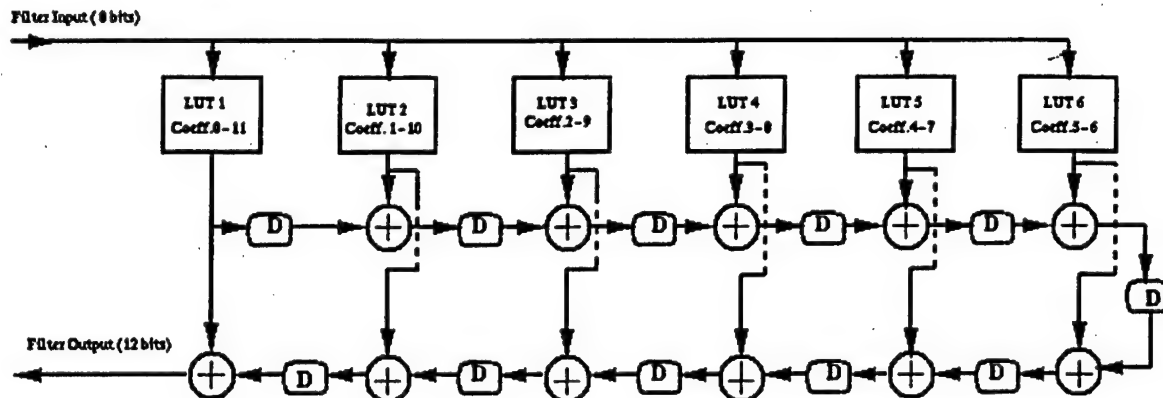 Filter Input ( 8 bits)
LUT 1
Coeff.0-11
LUT 2
Coeff. 1-10
LUT 3
Coeff.2-9
LUT 4
Coeff.3-8
LUT 5
Coeff.4-7
LUT 6
Coeff.5-6
D
D
D
D
D
D
Filter Output (12 bits)
D
D
D
D
D